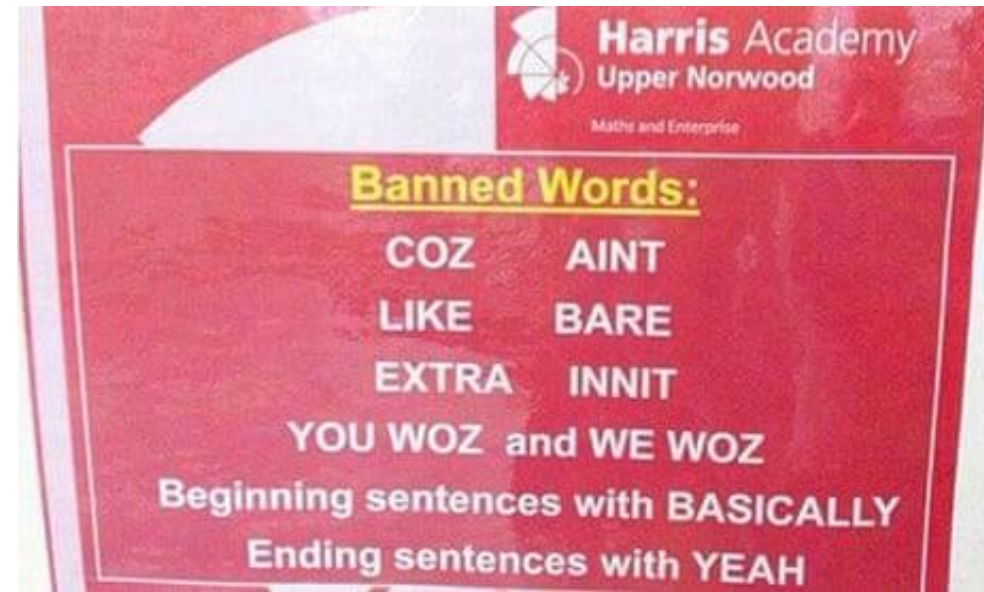 Harris Academy
Upper Norwood
Maths and Enterprise
Banned Words:
COZ AINT
LIKE BARE
EXTRA INNIT
YOU WOZ and WE WOZ
Beginning sentences with BASICALLY
Ending sentences with YEAH